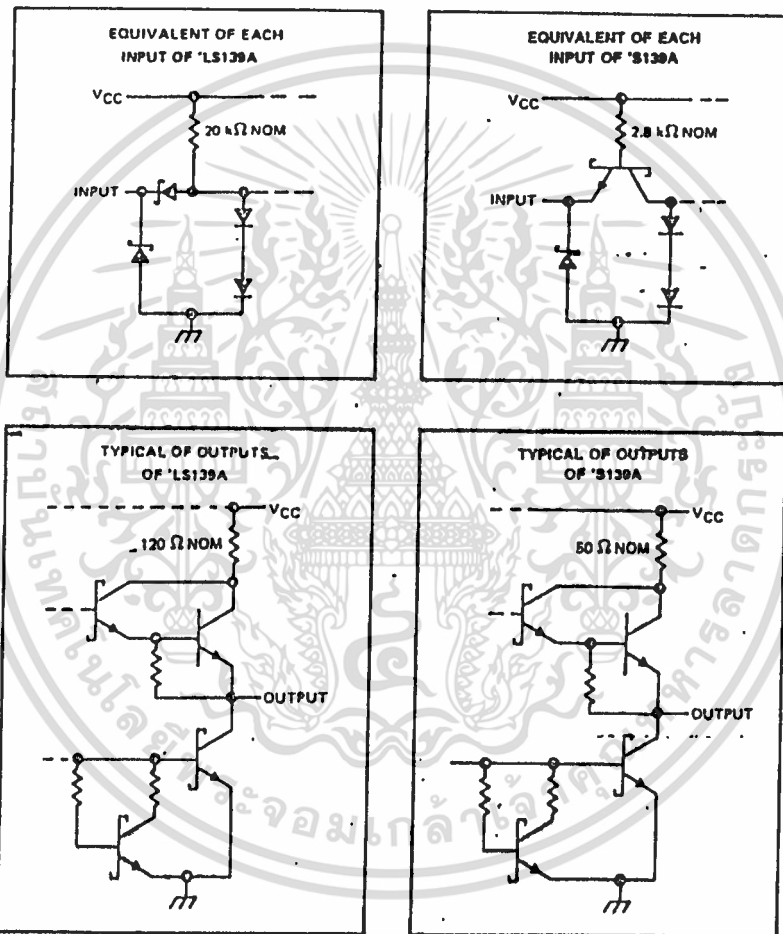 EQUIVALENT OF EACH
INPUT OF 'LS139A
VCC
20 kΩ NOM
INPUT
EQUIVALENT OF EACH
INPUT OF 'S139A
VCC
2.8 kΩ NOM
INPUT
TYPICAL OF OUTPUTS
OF 'LS139A
VCC
120 Ω NOM
OUTPUT
TYPICAL OF OUTPUTS
OF 'S139A
VCC
50 Ω NOM
OUTPUT